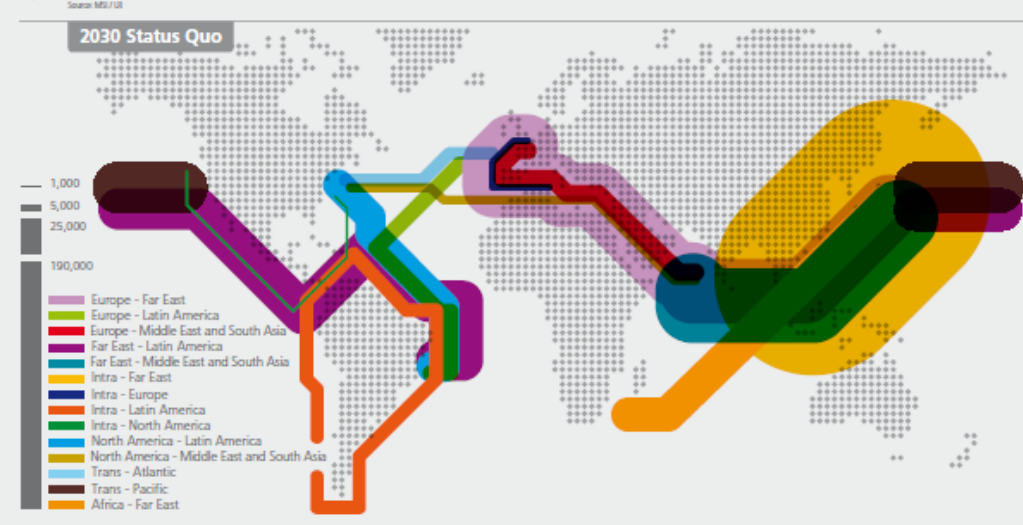 Source: MSI / LR
2030 Status Quo
1,000
5,000
25,000
190,000
Europe - Far East
Europe - Latin America
Europe - Middle East and South Asia
Far East - Latin America
Far East - Middle East and South Asia
Intra - Far East
Intra - Europe
Intra - Latin America
Intra - North America
North America - Latin America
North America - Middle East and South Asia
Trans - Atlantic
Trans - Pacific
Africa - Far East